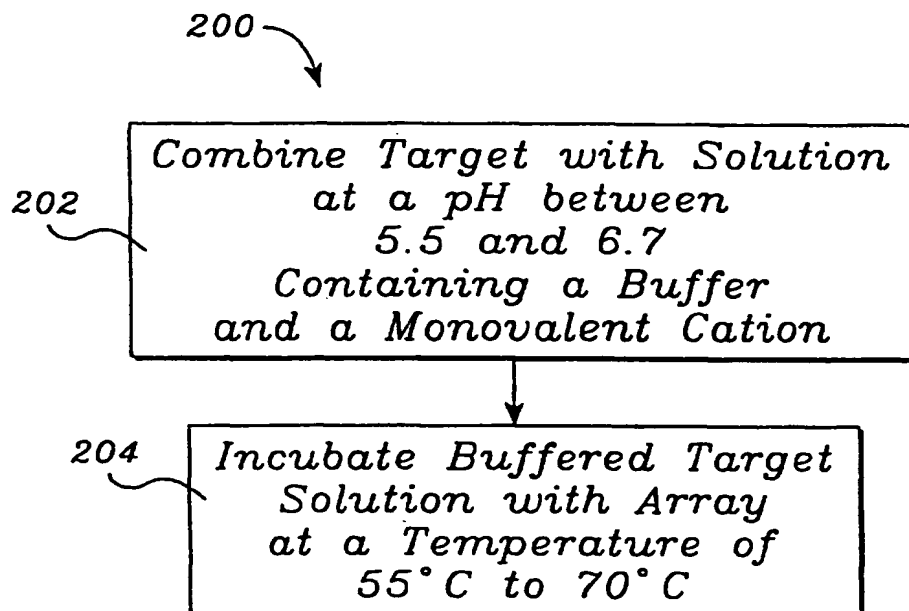 200
Combine Target with Solution
at a pH between
202
5.5 and 6.7
Containing a Buffer
and a Monovalent Cation
204
Incubate Buffered Target
Solution with Array
at a Temperature of
55°C to 70°C